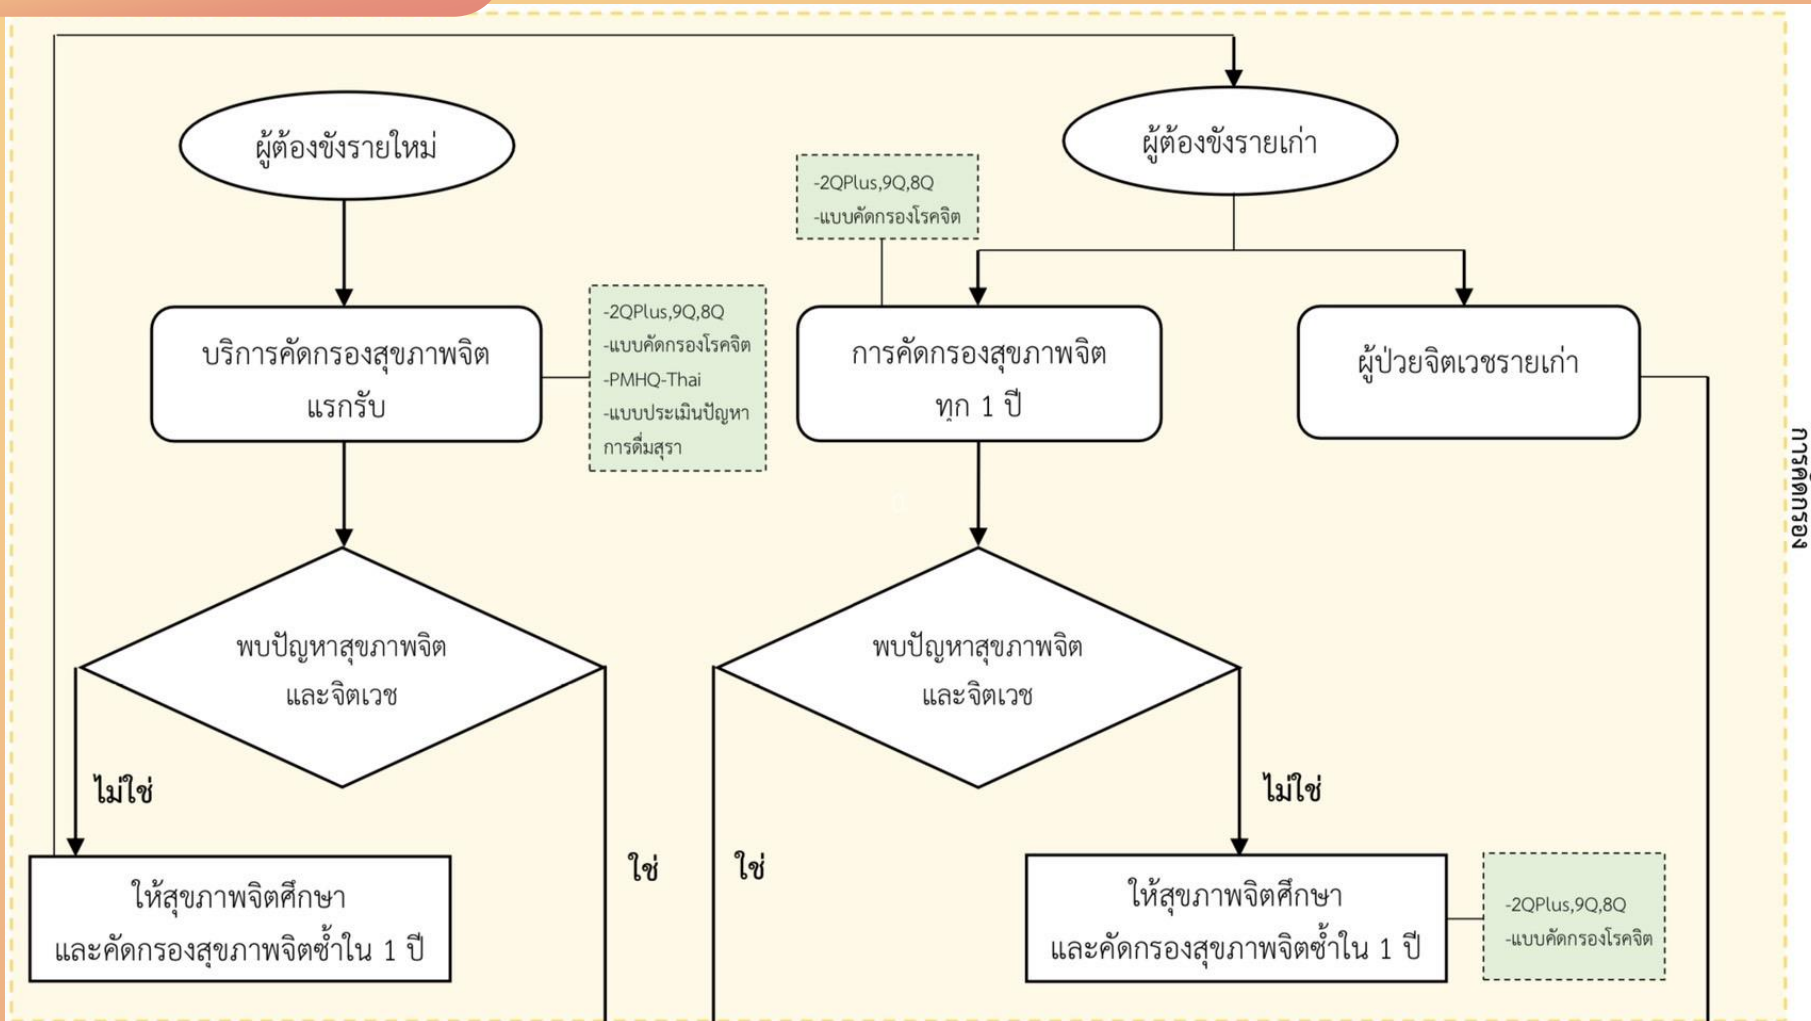 ผู้ต้องขังรายใหม่
บริการคัดกรองสุขภาพจิต
แรกรับ
-2QPlus,9Q,8Q
-แบบคัดกรองโรคจิต
-PMHQ-Thai
-แบบประเมินปัญหา
การดื่มสุรา
พบปัญหาสุขภาพจิต
และจิตเวช
ไม่ใช่
ใช่
ให้สุขภาพจิตศึกษา
และคัดกรองสุขภาพจิตซ้ำใน 1 ปี
ผู้ต้องขังรายเก่า
-2QPlus,9Q,8Q
-แบบคัดกรองโรคจิต
การคัดกรองสุขภาพจิต
ทุก 1 ปี
ผู้ป่วยจิตเวชรายเก่า
พบปัญหาสุขภาพจิต
และจิตเวช
ใช่
ไม่ใช่
ให้สุขภาพจิตศึกษา
และคัดกรองสุขภาพจิตซ้ำใน 1 ปี
-2QPlus,9Q,8Q
-แบบคัดกรองโรคจิต
การคัดกรอง